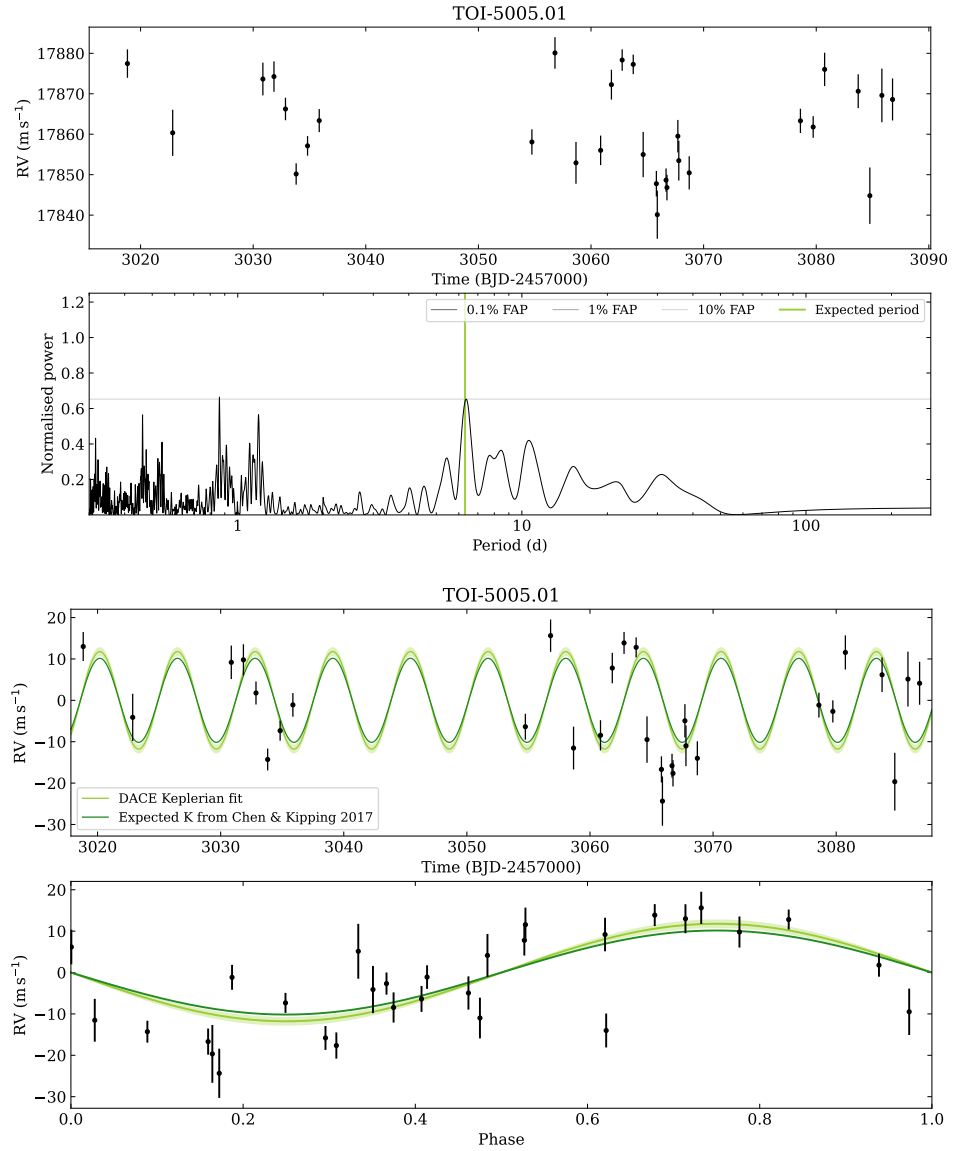 TOI-5005.01
RV (m s⁻¹)
17880
17870
17860
17850
17840
3020 3030 3040 3050 3060 3070 3080 3090
Time (BJD-2457000)
Normalised power
1.2
1.0
0.8
0.6
0.4
0.2
0.1% FAP 1% FAP 10% FAP Expected period
1 10 100
Period (d)
TOI-5005.01
RV (m s⁻¹)
20
10
0
−10
−20
−30
DACE Keplerian fit
Expected K from Chen & Kipping 2017
3020 3030 3040 3050 3060 3070 3080
Time (BJD-2457000)
RV (m s⁻¹)
20
10
0
−10
−20
−30
0.0 0.2 0.4 0.6 0.8 1.0
Phase